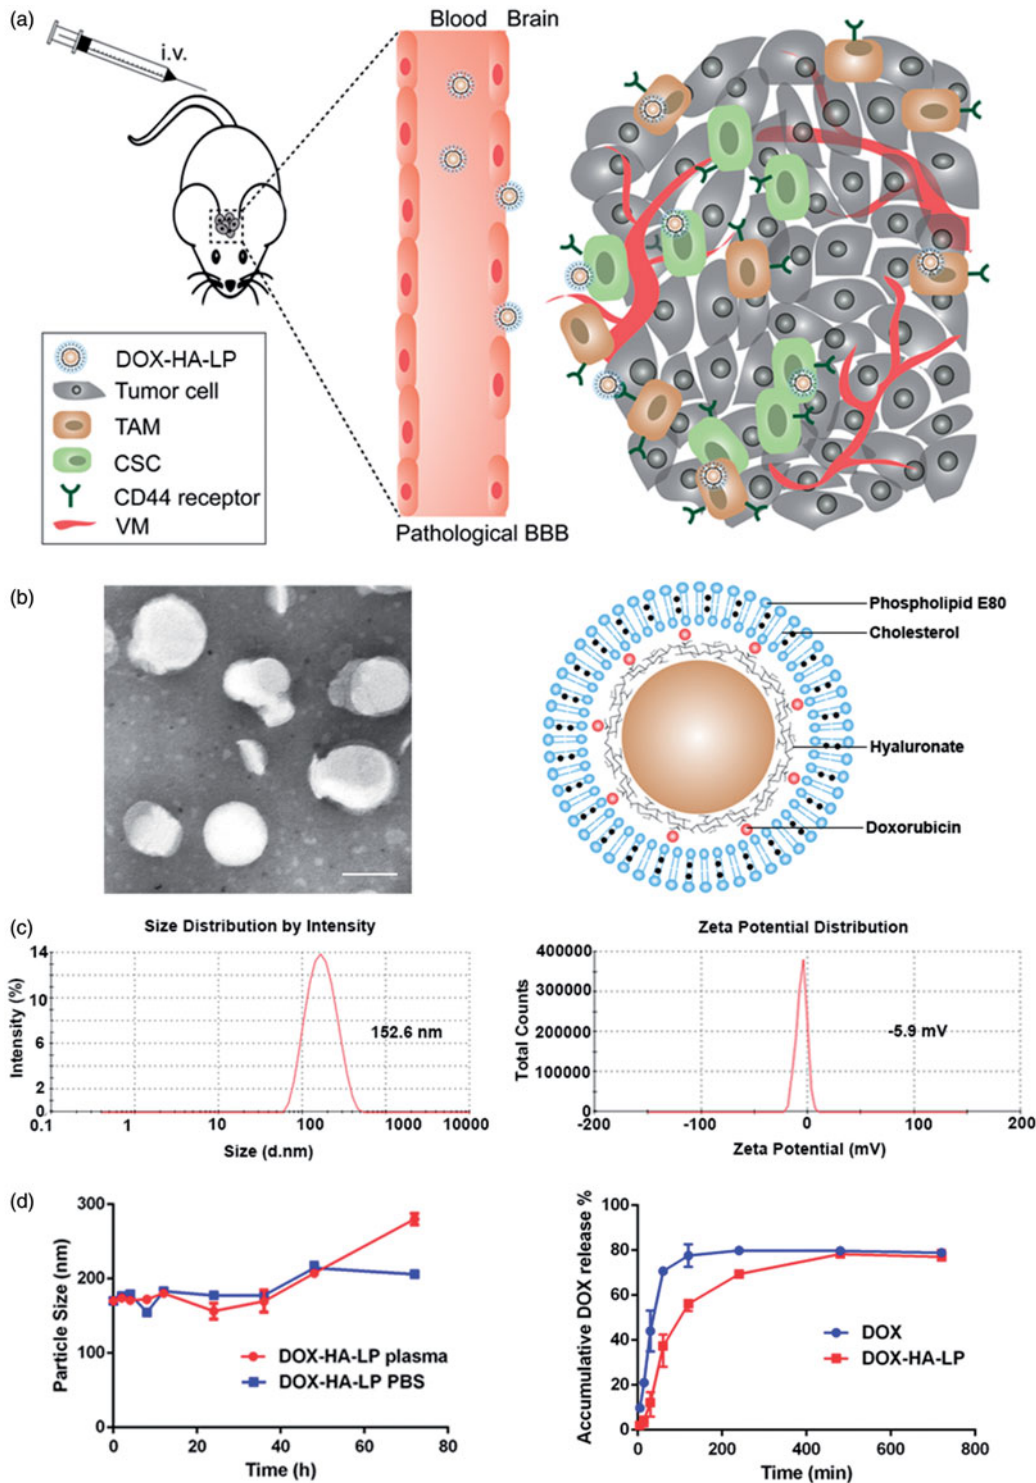 (a)
i.v.
Blood Brain
Pathological BBB
DOX-HA-LP
Tumor cell
TAM
CSC
CD44 receptor
VM
(b)
Phospholipid E80
Cholesterol
Hyaluronate
Doxorubicin
(c)
Size Distribution by Intensity
Intensity (%)
14
10
6
2
0
0.1 1 10 100 1000 10000
152.6 nm
Size (d.nm)
Zeta Potential Distribution
Total Counts
400000
300000
200000
100000
0
-200 -100 0 100 200
-5.9 mV
Zeta Potential (mV)
(d)
Particle Size (nm)
300
200
100
0
0 20 40 60 80
DOX-HA-LP plasma
DOX-HA-LP PBS
Time (h)
Accumulative DOX release %
100
80
60
40
20
0
0 200 400 600 800
DOX
DOX-HA-LP
Time (min)